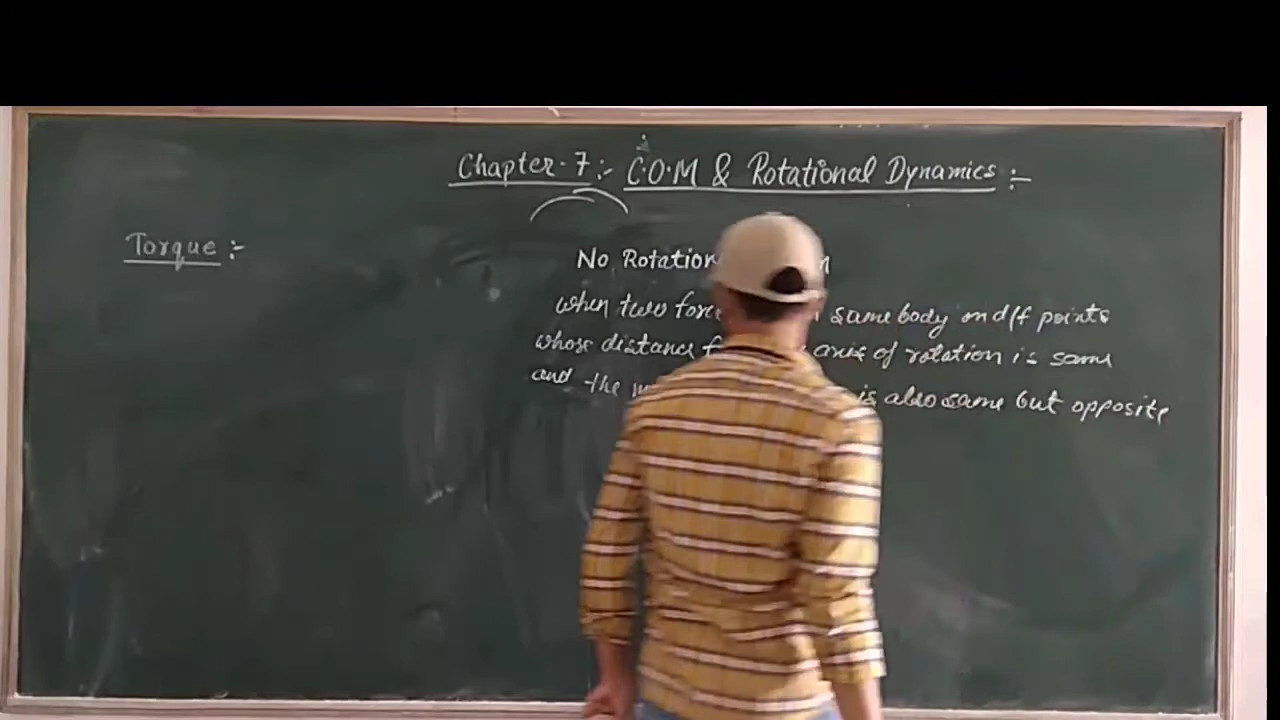 Chapter-7:- C.O.M & Rotational Dynamics :-
Torque :-
No Rotation
when two force same body on dff points
whose distance axis of rotation is same
and the is also same but opposite